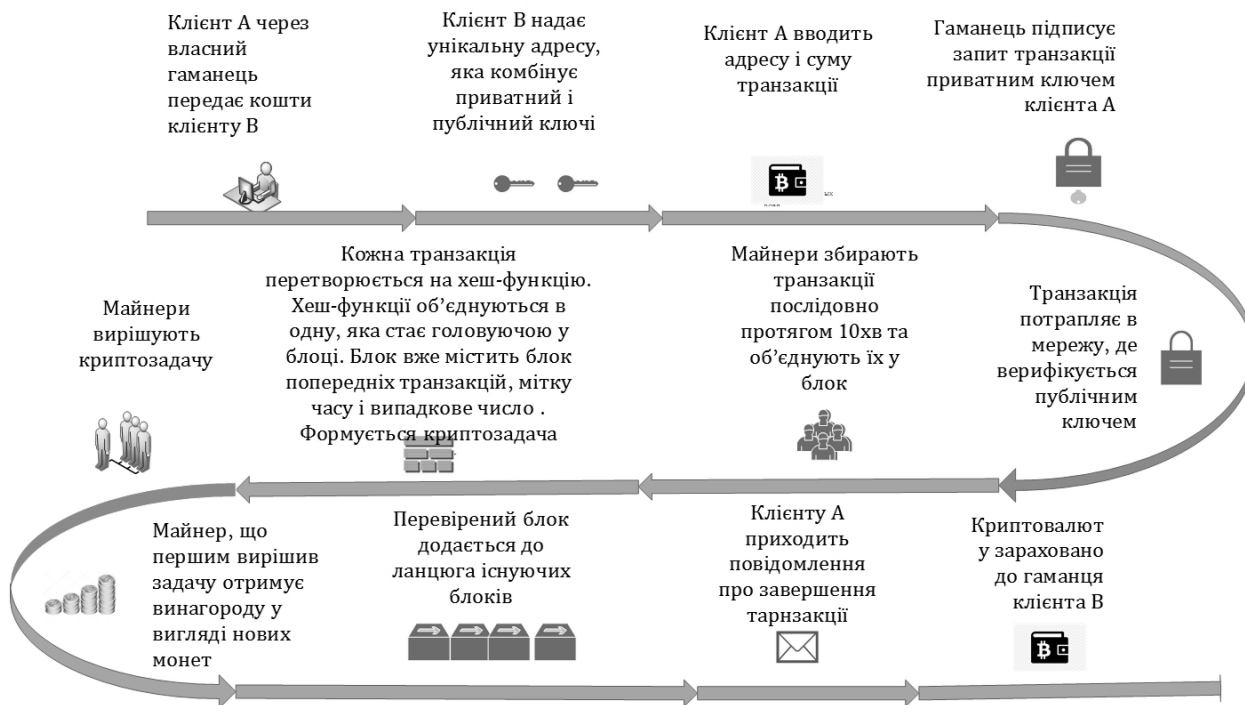 Клієнт А через
власний
гаманець
передає кошти
клієнту В
Клієнт В надає
унікальну адресу,
яка комбінує
приватний і
публічний ключі
Клієнт А вводить
адресу і суму
транзакції
Гаманець підписує
запит транзакції
приватним ключем
клієнта А
Транзакція
потрапляє в
мережу, де
верифікується
публічним
ключем
Майнери збирають
транзакції
послідовно
протягом 10хв та
об’єднують їх у
блок
Кожна транзакція
перетворюється на хеш-функцію.
Хеш-функції об’єднуються в
одну, яка стає головуючою у
блоці. Блок вже містить блок
попередніх транзакцій, мітку
часу і випадкове число .
Формується криптозадача
Майнери
вирішують
криптозадачу
Майнер, що
першим вирішив
задачу отримує
винагороду у
вигляді нових
монет
Перевірений блок
додається до
ланцюга існуючих
блоків
Клієнту А
приходить
повідомлення
про завершення
тарнзакції
Криптовалют
у зараховано
до гаманця
клієнта В